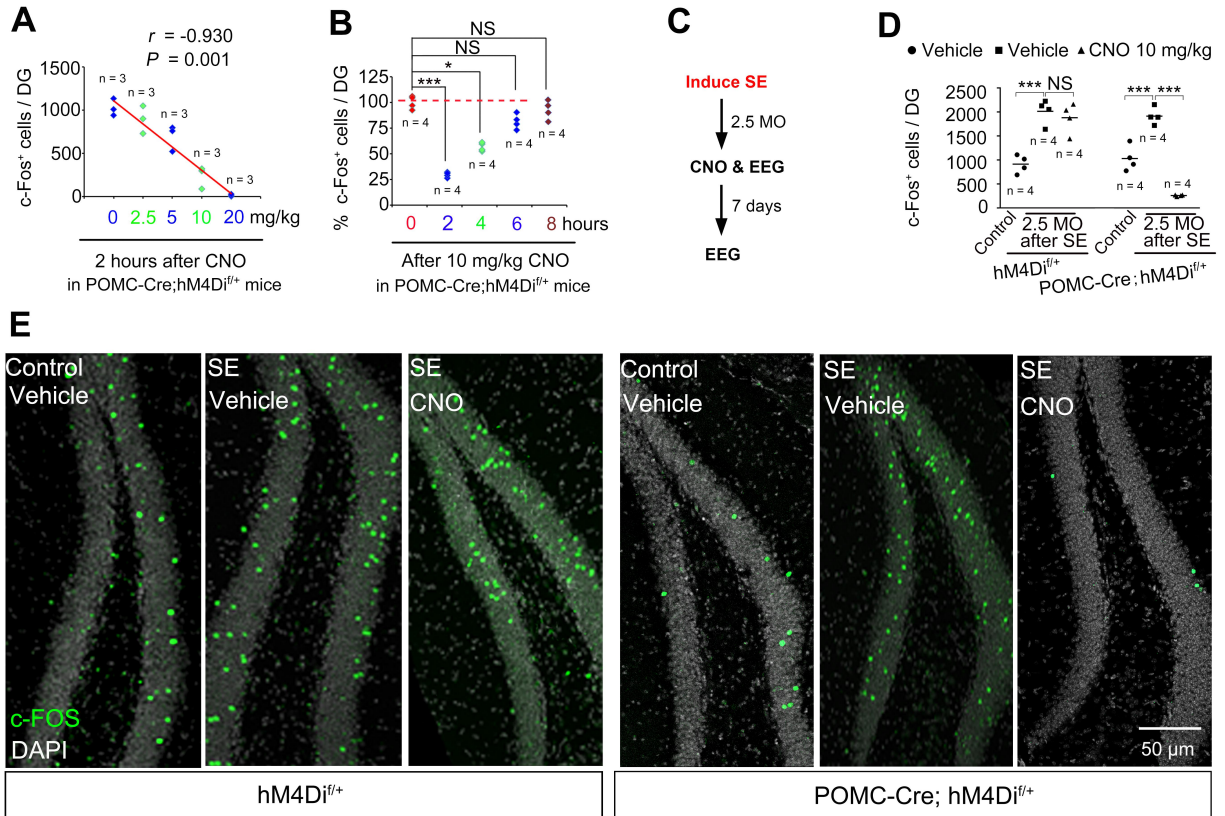 A
r = -0.930
P = 0.001
c-Fos⁺ cells / DG
1500
1000
500
0
n = 3
n = 3
n = 3
n = 3
n = 3
0 2.5 5 10 20 mg/kg
2 hours after CNO
in POMC-Cre;hM4Di^f/+ mice
B
NS
NS
*
***
% c-Fos⁺ cells / DG
125
100
75
50
25
0
n = 4
n = 4
n = 4
n = 4
n = 4
0 2 4 6 8 hours
After 10 mg/kg CNO
in POMC-Cre;hM4Di^f/+ mice
C
Induce SE
2.5 MO
CNO & EEG
7 days
EEG
D
● Vehicle ■ Vehicle ▲ CNO 10 mg/kg
*** NS *** ***
c-Fos⁺ cells / DG
2500
2000
1500
1000
500
0
n = 4
n = 4
n = 4
n = 4
n = 4
n = 4
Control 2.5 MO after SE
Control 2.5 MO after SE
hM4Di^f/+
POMC-Cre; hM4Di^f/+
E
Control
Vehicle
SE
Vehicle
SE
CNO
Control
Vehicle
SE
Vehicle
SE
CNO
c-FOS
DAPI
50 µm
hM4Di^f/+
POMC-Cre; hM4Di^f/+